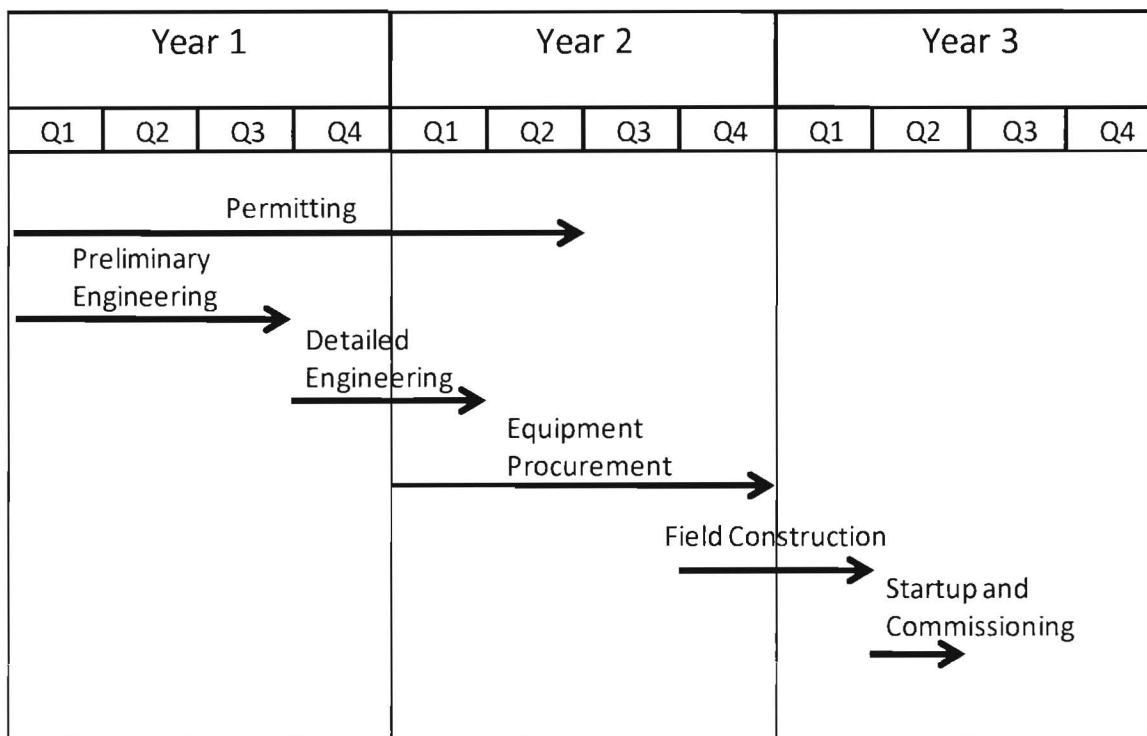 Year 1 Year 2 Year 3
Q1 Q2 Q3 Q4 Q1 Q2 Q3 Q4 Q1 Q2 Q3 Q4
Permitting
Preliminary
Engineering
Detailed
Engineering
Equipment
Procurement
Field Construction
Startup and
Commissioning